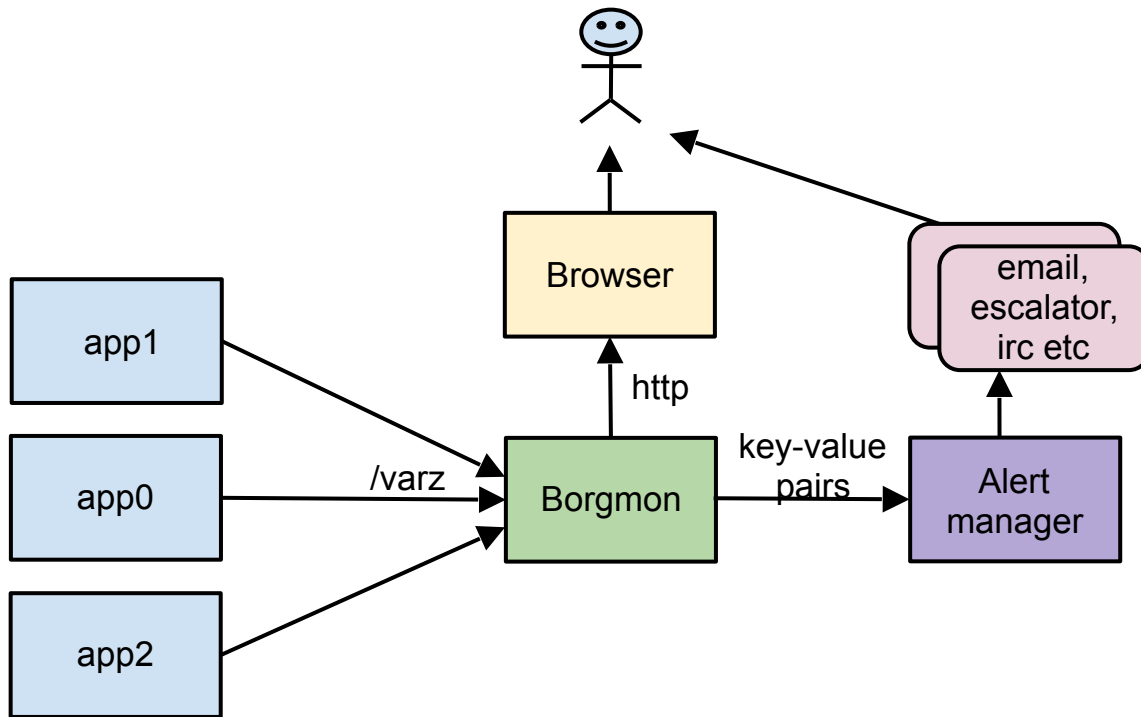 Browser
email,
escalator,
irc etc
app1
http
app0
/varz
Borgmon
key-value
pairs
Alert
manager
app2